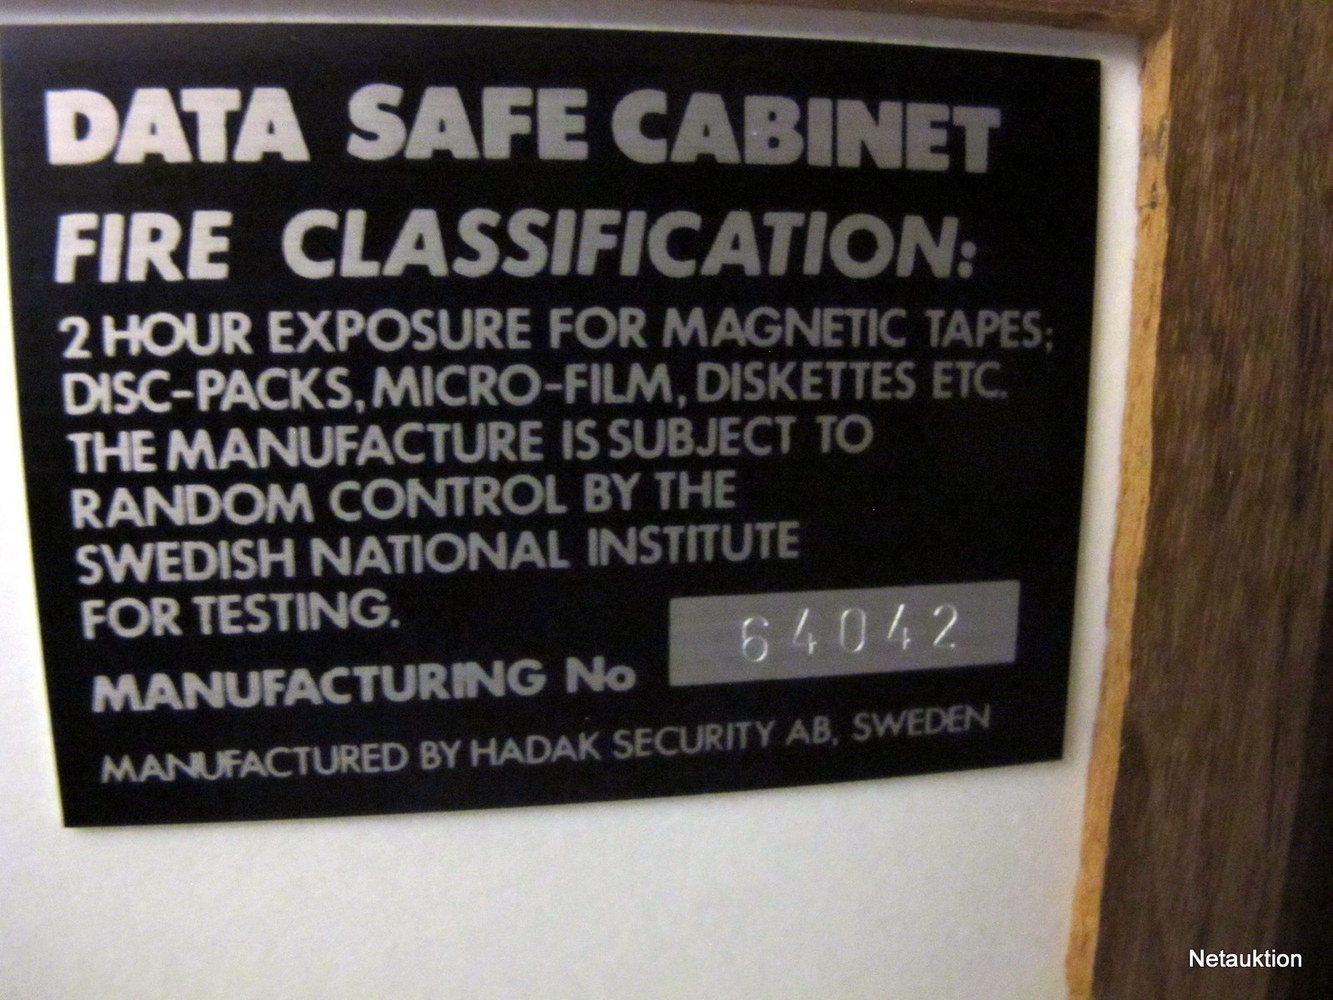 DATA SAFE CABINET
FIRE CLASSIFICATION:
2 HOUR EXPOSURE FOR MAGNETIC TAPES;
DISC-PACKS, MICRO-FILM, DISKETTES ETC.
THE MANUFACTURE IS SUBJECT TO
RANDOM CONTROL BY THE
SWEDISH NATIONAL INSTITUTE
FOR TESTING.
MANUFACTURING No 64042
MANUFACTURED BY HADAK SECURITY AB, SWEDEN
Netauktion